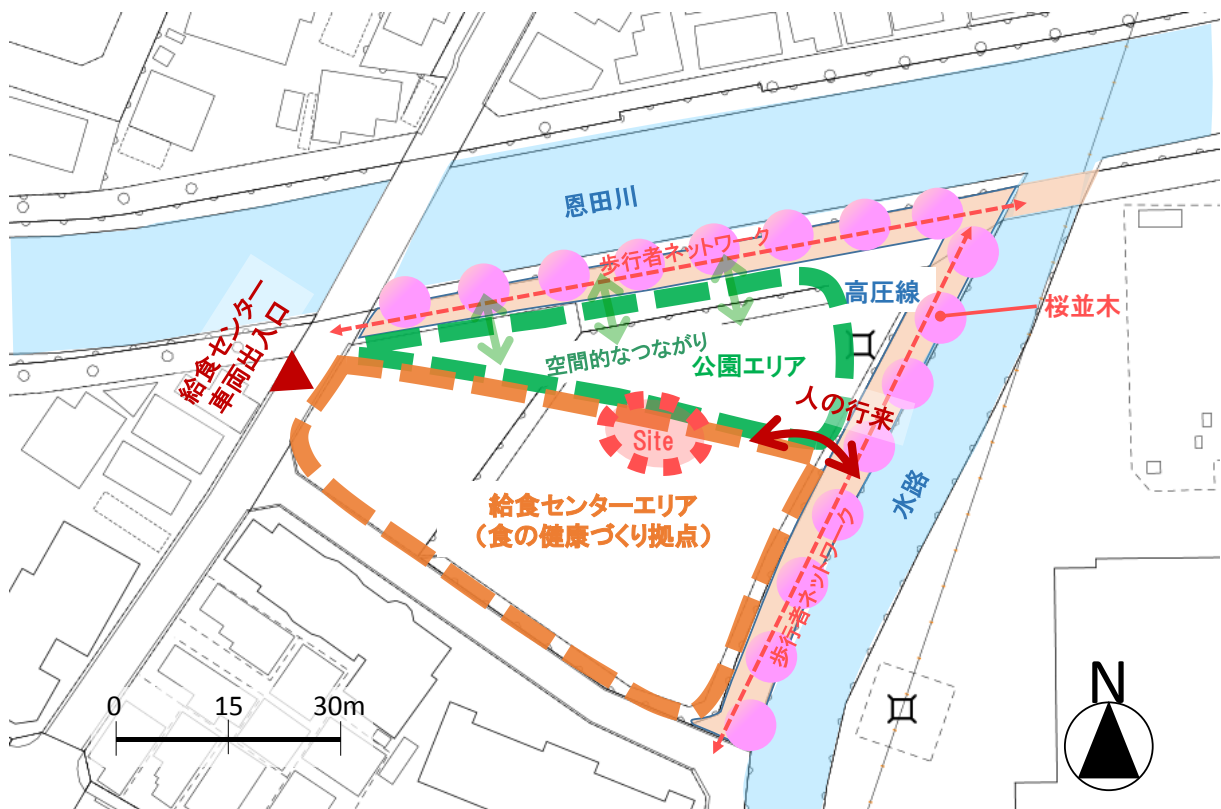 恩田川
歩行者ネットワーク
高圧線
桜並木
給食センター
車両出入口
空間的なつながり
公園エリア
人の行来
Site
水路
給食センターエリア
（食の健康づくり拠点）
歩行者ネットワーク
0 15 30m
N